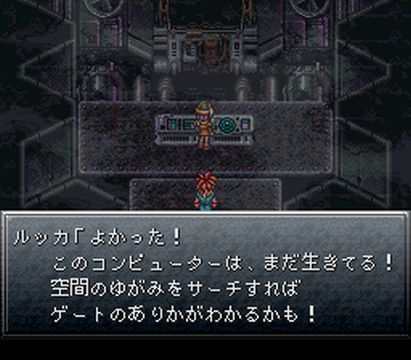 ルッカ「よかった！
このコンピューターは、まだ生きてる！
空間のゆがみをサーチすれば
ゲートのありかがわかるかも！